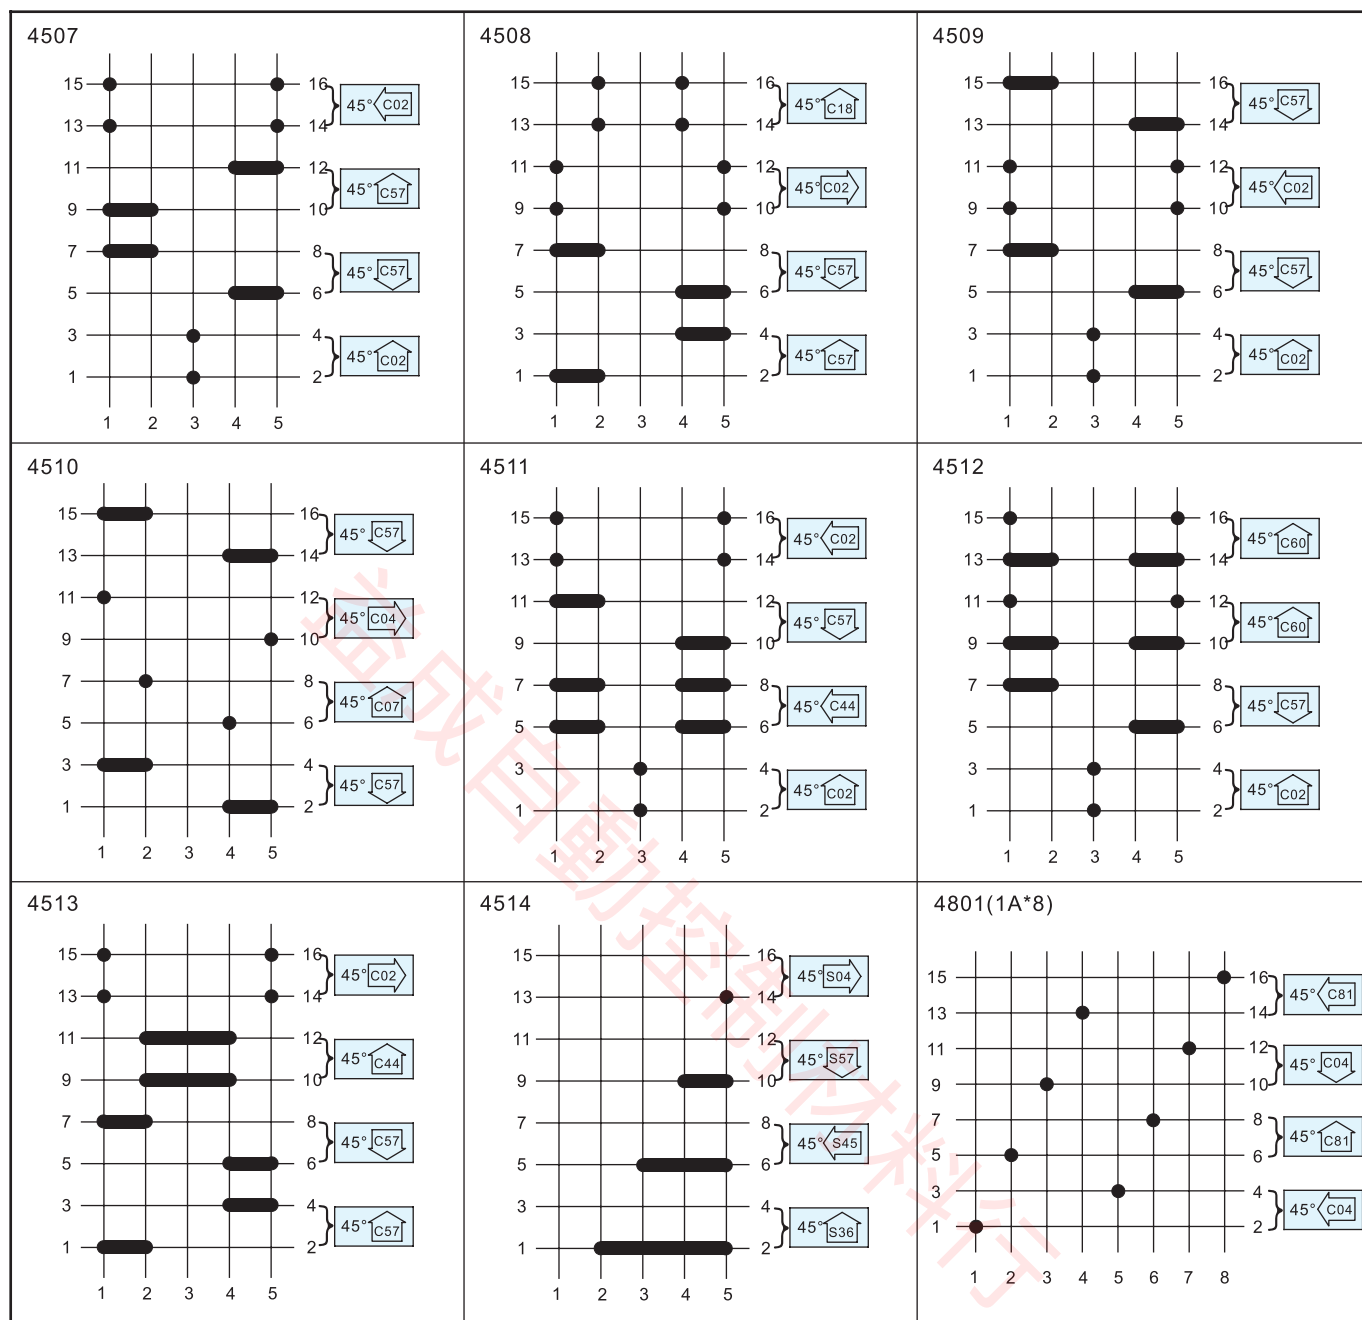 4507
15 16 45° C02
13 14
11 12 45° C57
9 10
7 8 45° C57
5 6
3 4 45° C02
1 2
1 2 3 4 5
4508
15 16 45° C18
13 14
11 12 45° C02
9 10
7 8 45° C57
5 6
3 4 45° C57
1 2
1 2 3 4 5
4509
15 16 45° C57
13 14
11 12 45° C02
9 10
7 8 45° C57
5 6
3 4 45° C02
1 2
1 2 3 4 5
4510
15 16 45° C57
13 14
11 12 45° C04
9 10
7 8 45° C07
5 6
3 4 45° C57
1 2
1 2 3 4 5
4511
15 16 45° C02
13 14
11 12 45° C57
9 10
7 8 45° C44
5 6
3 4 45° C02
1 2
1 2 3 4 5
4512
15 16 45° C60
13 14
11 12 45° C60
9 10
7 8 45° C57
5 6
3 4 45° C02
1 2
1 2 3 4 5
4513
15 16 45° C02
13 14
11 12 45° C44
9 10
7 8 45° C57
5 6
3 4 45° C57
1 2
1 2 3 4 5
4514
15 16 45° S04
13 14
11 12 45° S57
9 10
7 8 45° S45
5 6
3 4 45° S36
1 2
1 2 3 4 5
4801(1A*8)
15 16 45° C81
13 14
11 12 45° C04
9 10
7 8 45° C81
5 6
3 4 45° C04
1 2
1 2 3 4 5 6 7 8
益成自動控制材料行